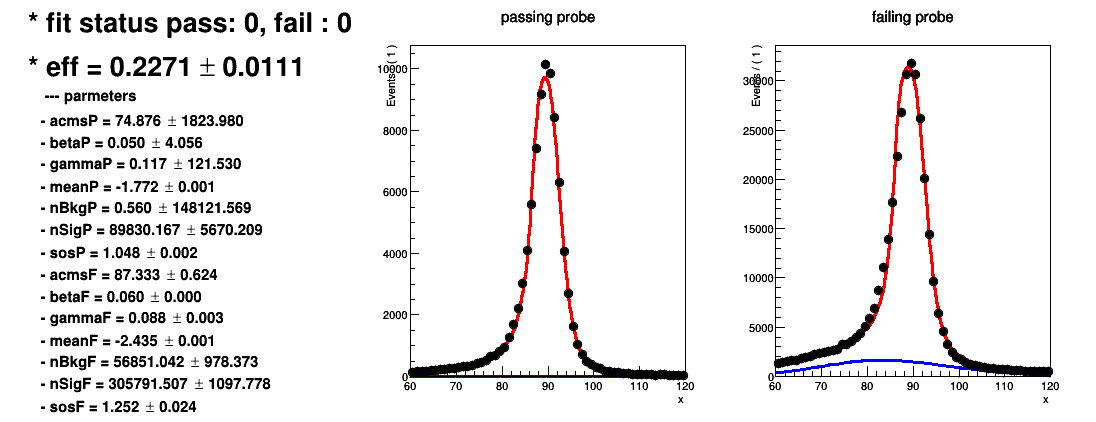 * fit status pass: 0, fail : 0
* eff = 0.2271 ± 0.0111
--- parmeters
- acmsP = 74.876 ± 1823.980
- betaP = 0.050 ± 4.056
- gammaP = 0.117 ± 121.530
- meanP = -1.772 ± 0.001
- nBkgP = 0.560 ± 148121.569
- nSigP = 89830.167 ± 5670.209
- sosP = 1.048 ± 0.002
- acmsF = 87.333 ± 0.624
- betaF = 0.060 ± 0.000
- gammaF = 0.088 ± 0.003
- meanF = -2.435 ± 0.001
- nBkgF = 56851.042 ± 978.373
- nSigF = 305791.507 ± 1097.778
- sosF = 1.252 ± 0.024
passing probe
Events / ( 1 )
10000
8000
6000
4000
2000
0
60 70 80 90 100 110 120
x
failing probe
Events / ( 1 )
30000
25000
20000
15000
10000
5000
0
60 70 80 90 100 110 120
x